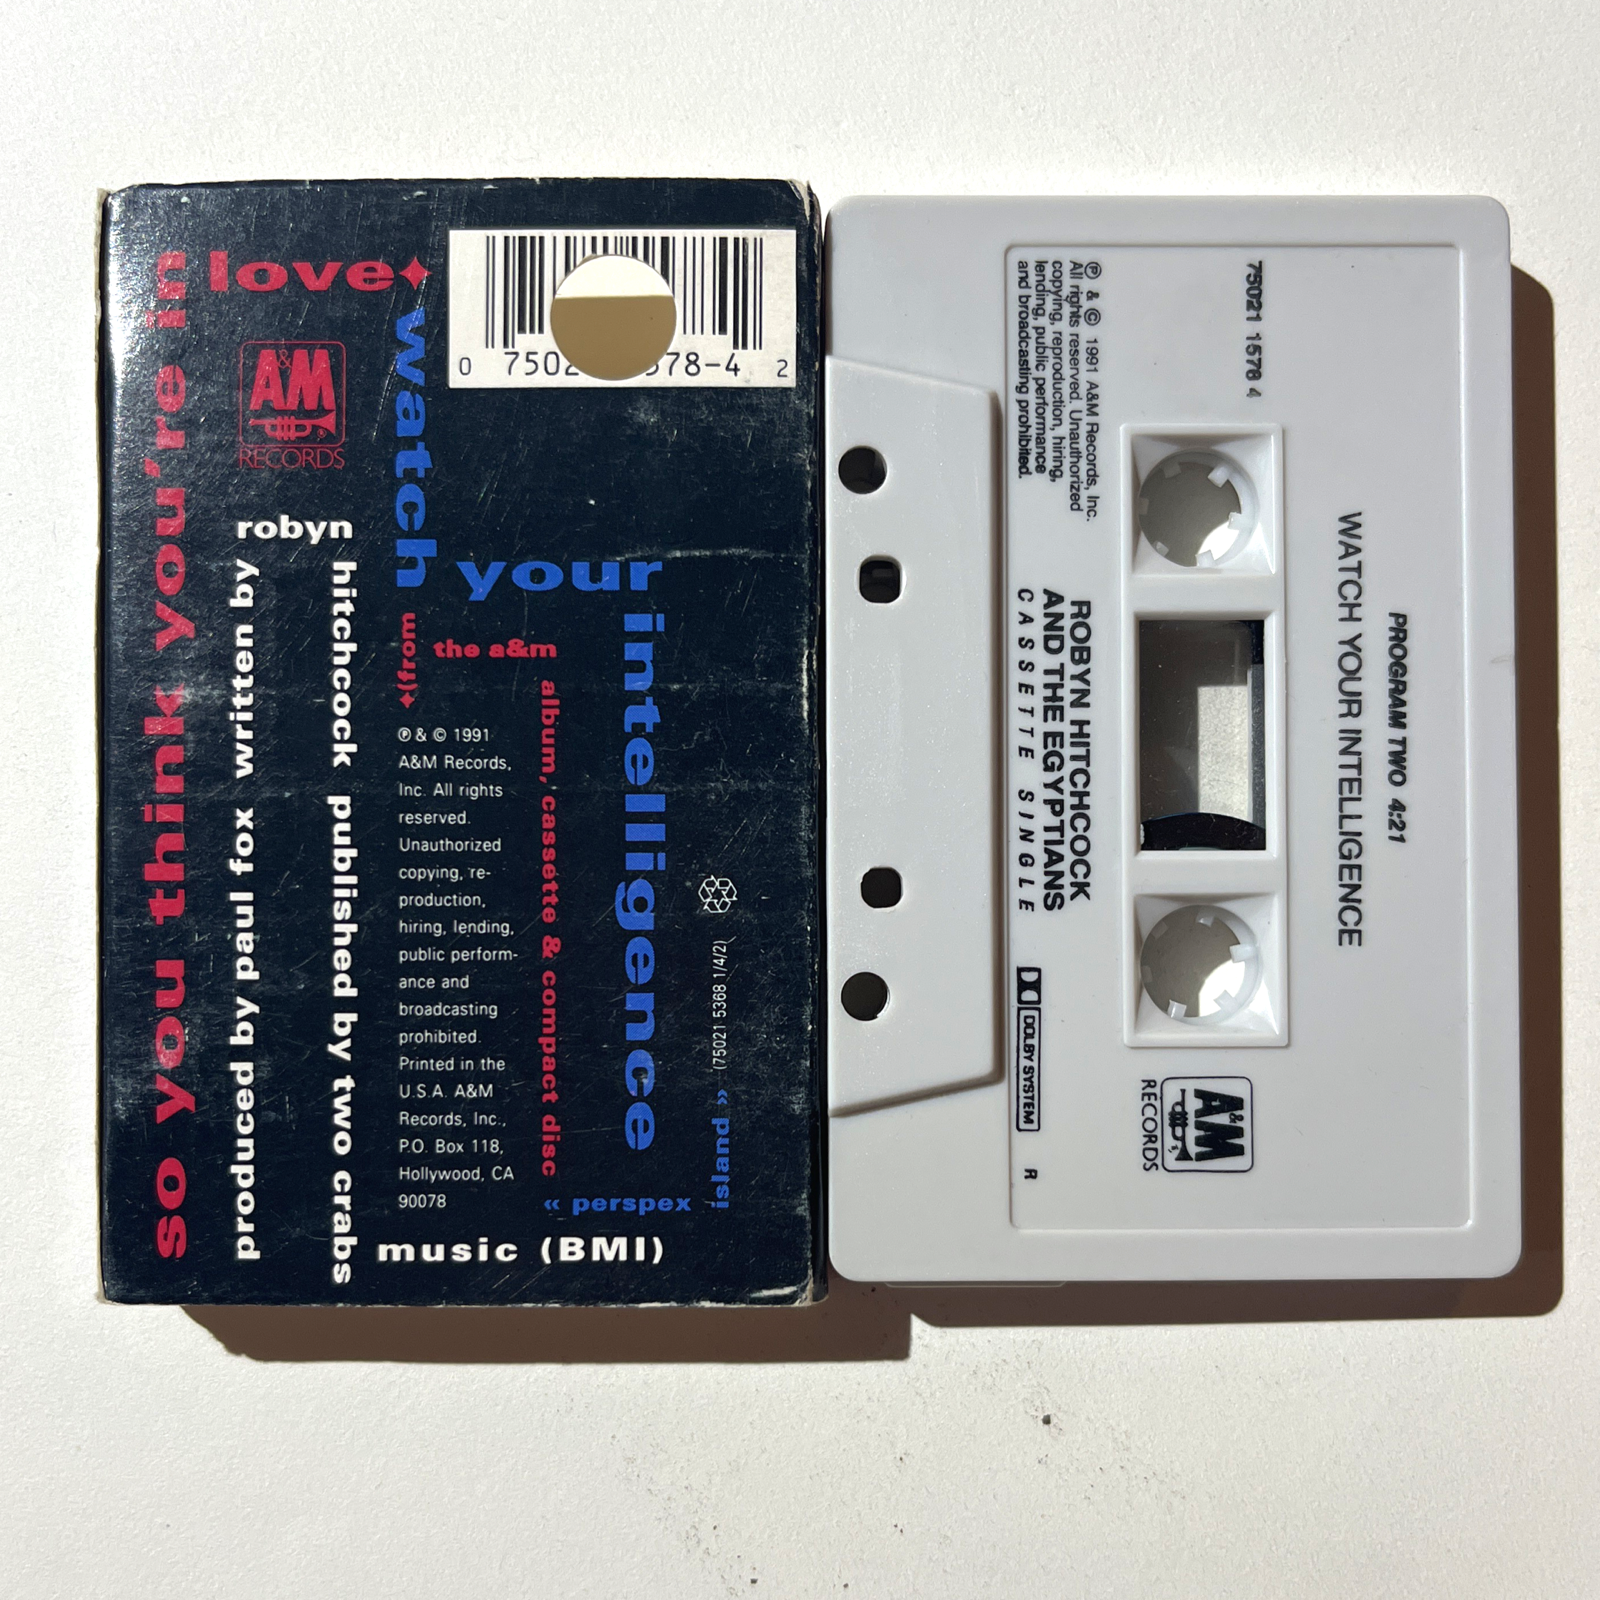 so you think you're in
love
watch
your
intelligence
(from
the a&m
album, cassette & compact disc
« perspex
island »
(75021 5368 1/4/2)
A&M
RECORDS
produced by paul fox written by
robyn
hitchcock published by two crabs
music (BMI)
℗ & © 1991
A&M Records,
Inc. All rights
reserved.
Unauthorized
copying, re-
production,
hiring, lending,
public perform-
ance and
broadcasting
prohibited.
Printed in the
U.S.A. A&M
Records, Inc.,
P.O. Box 118,
Hollywood, CA
90078
0 7502 578-4 2
75021 1578 4
PROGRAM TWO 4:21
WATCH YOUR INTELLIGENCE
A&M
RECORDS
℗ & © 1991 A&M Records, Inc.
All rights reserved. Unauthorized
copying, reproduction, hiring,
lending, public performance
and broadcasting prohibited.
ROBYN HITCHCOCK
AND THE EGYPTIANS
CASSETTE SINGLE
DOLBY SYSTEM
R